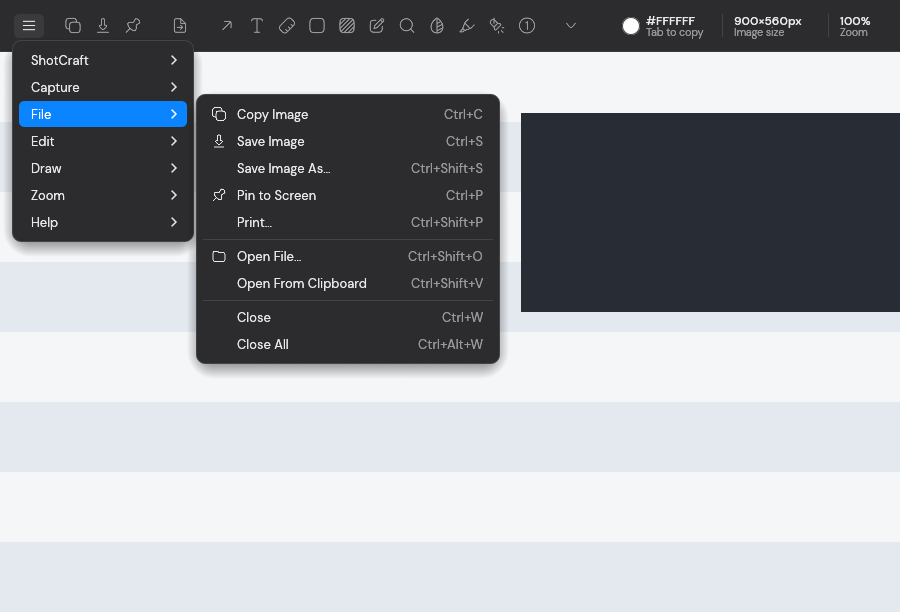 #FFFFFF
Tab to copy
900×560px
Image size
100%
Zoom
ShotCraft
Capture
File
Edit
Draw
Zoom
Help
Copy Image Ctrl+C
Save Image Ctrl+S
Save Image As... Ctrl+Shift+S
Pin to Screen Ctrl+P
Print... Ctrl+Shift+P
Open File... Ctrl+Shift+O
Open From Clipboard Ctrl+Shift+V
Close Ctrl+W
Close All Ctrl+Alt+W
1